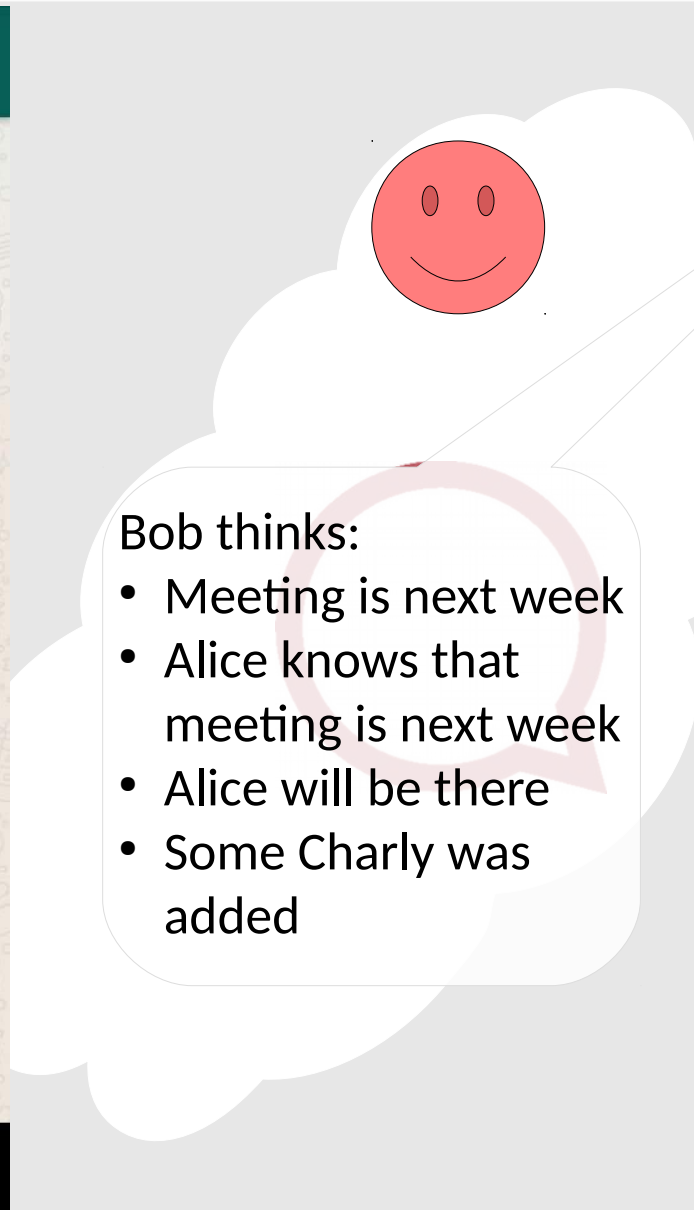 Bob thinks:
• Meeting is next week
• Alice knows that
meeting is next week
• Alice will be there
• Some Charly was
added